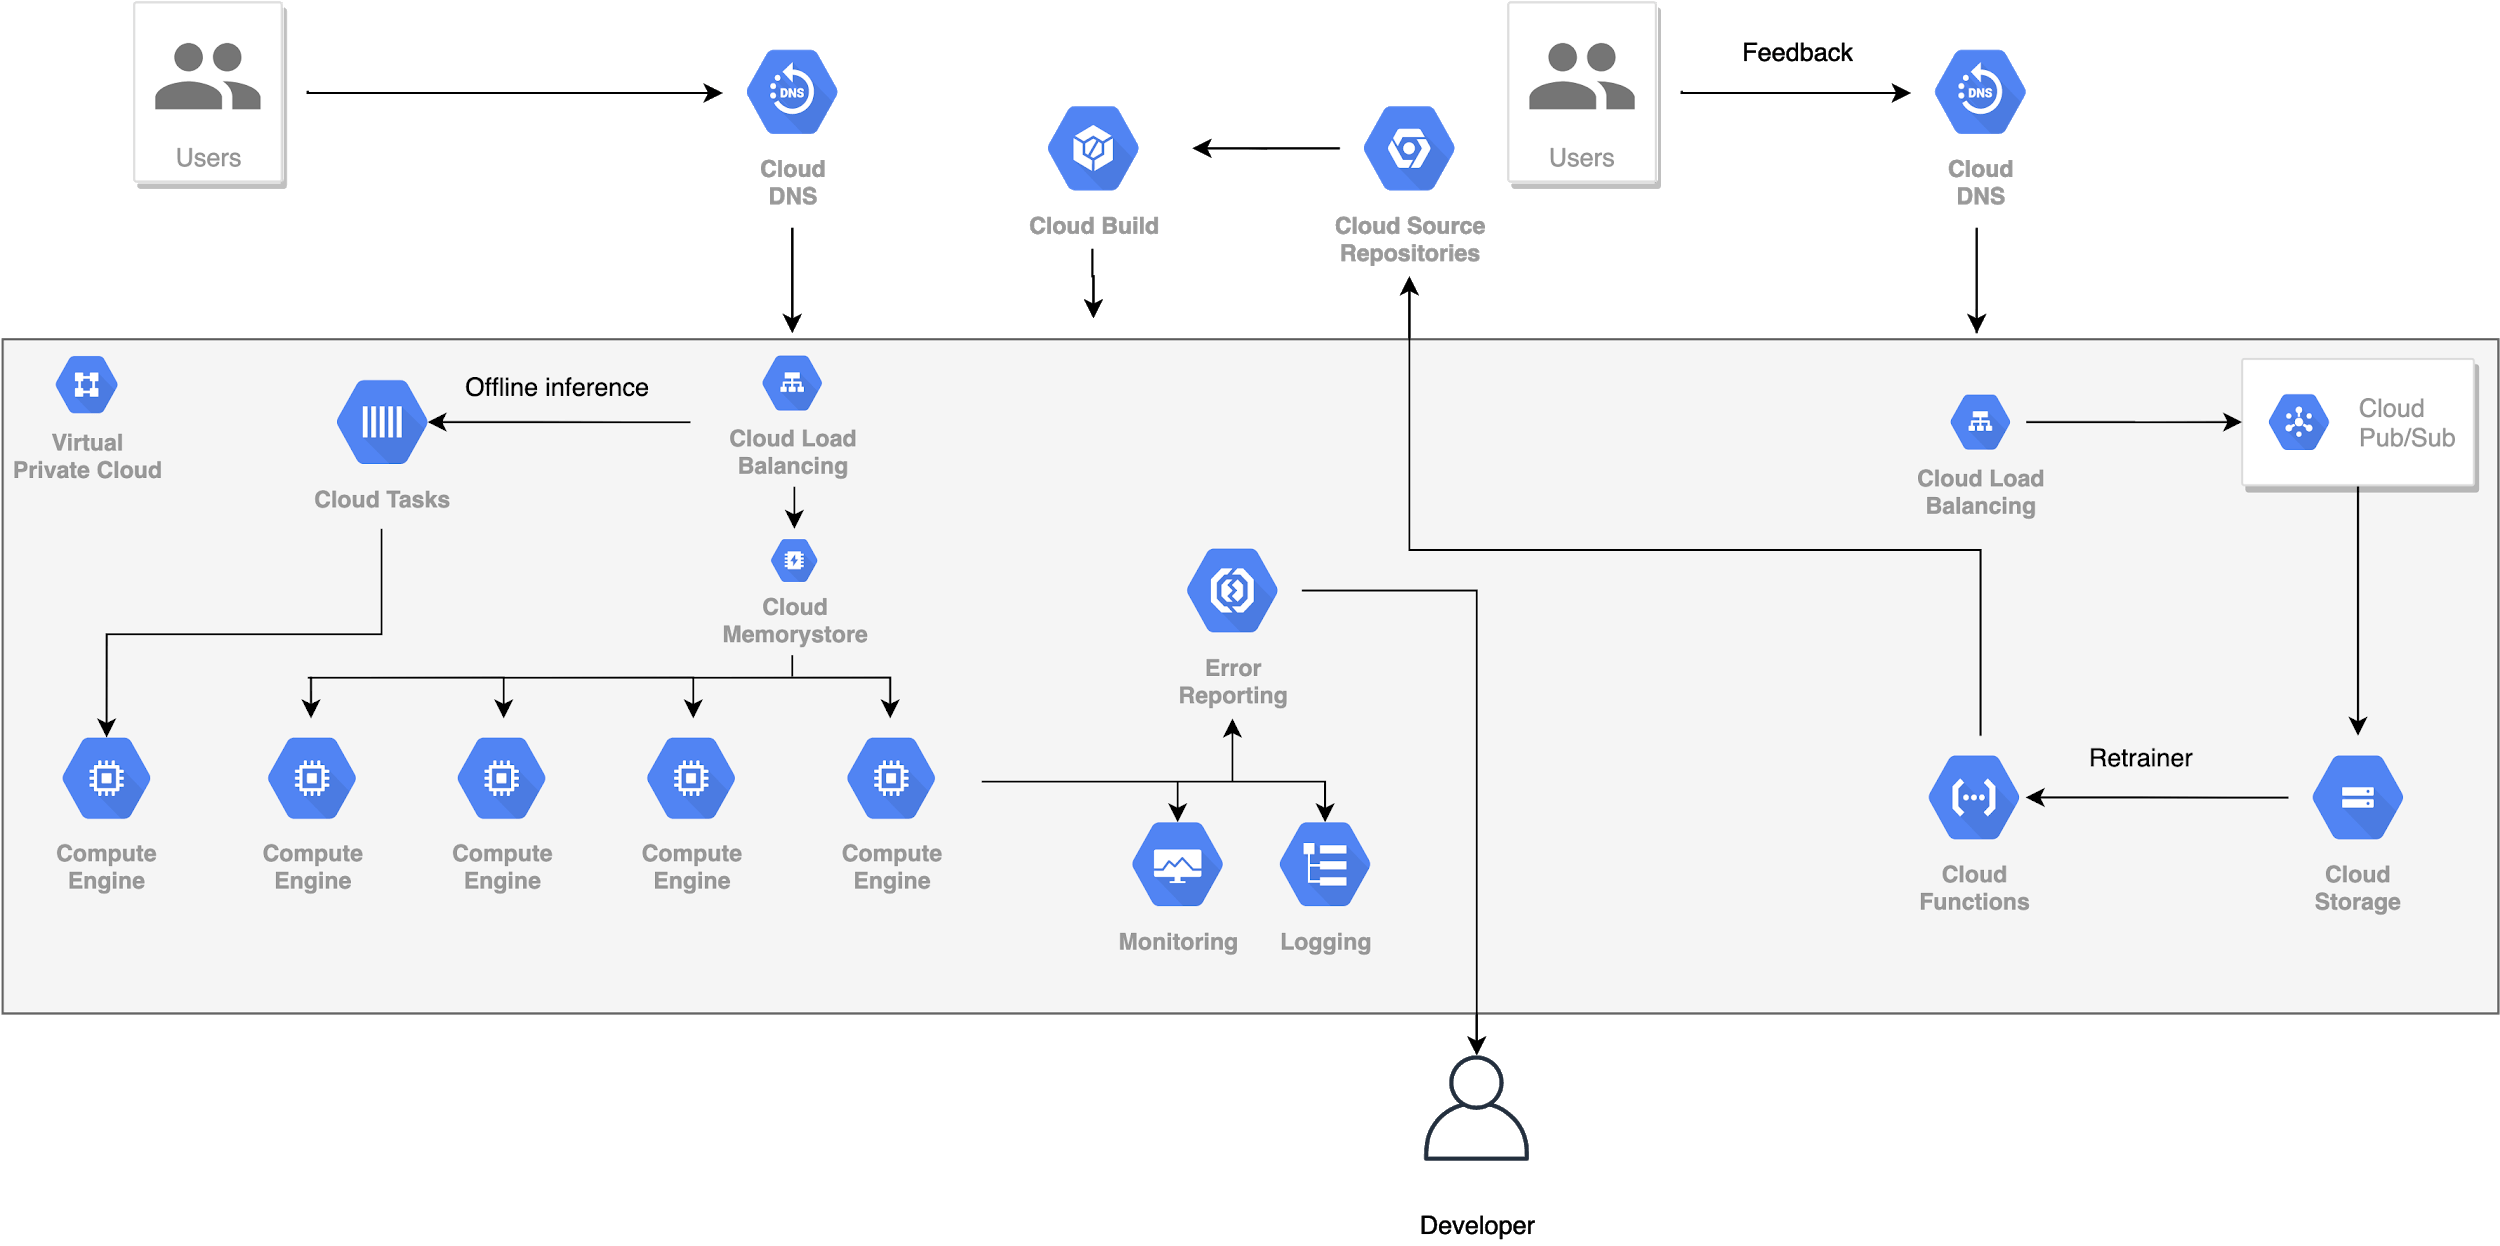 Users
DNS
Cloud
DNS
Cloud Build
Cloud Source
Repositories
Users
Feedback
DNS
Cloud
DNS
Virtual
Private Cloud
Cloud Tasks
Offline inference
Cloud Load
Balancing
Cloud
Memorystore
Cloud Load
Balancing
Cloud
Pub/Sub
Error
Reporting
Compute
Engine
Compute
Engine
Compute
Engine
Compute
Engine
Compute
Engine
Monitoring
Logging
Retrainer
Cloud
Functions
Cloud
Storage
Developer